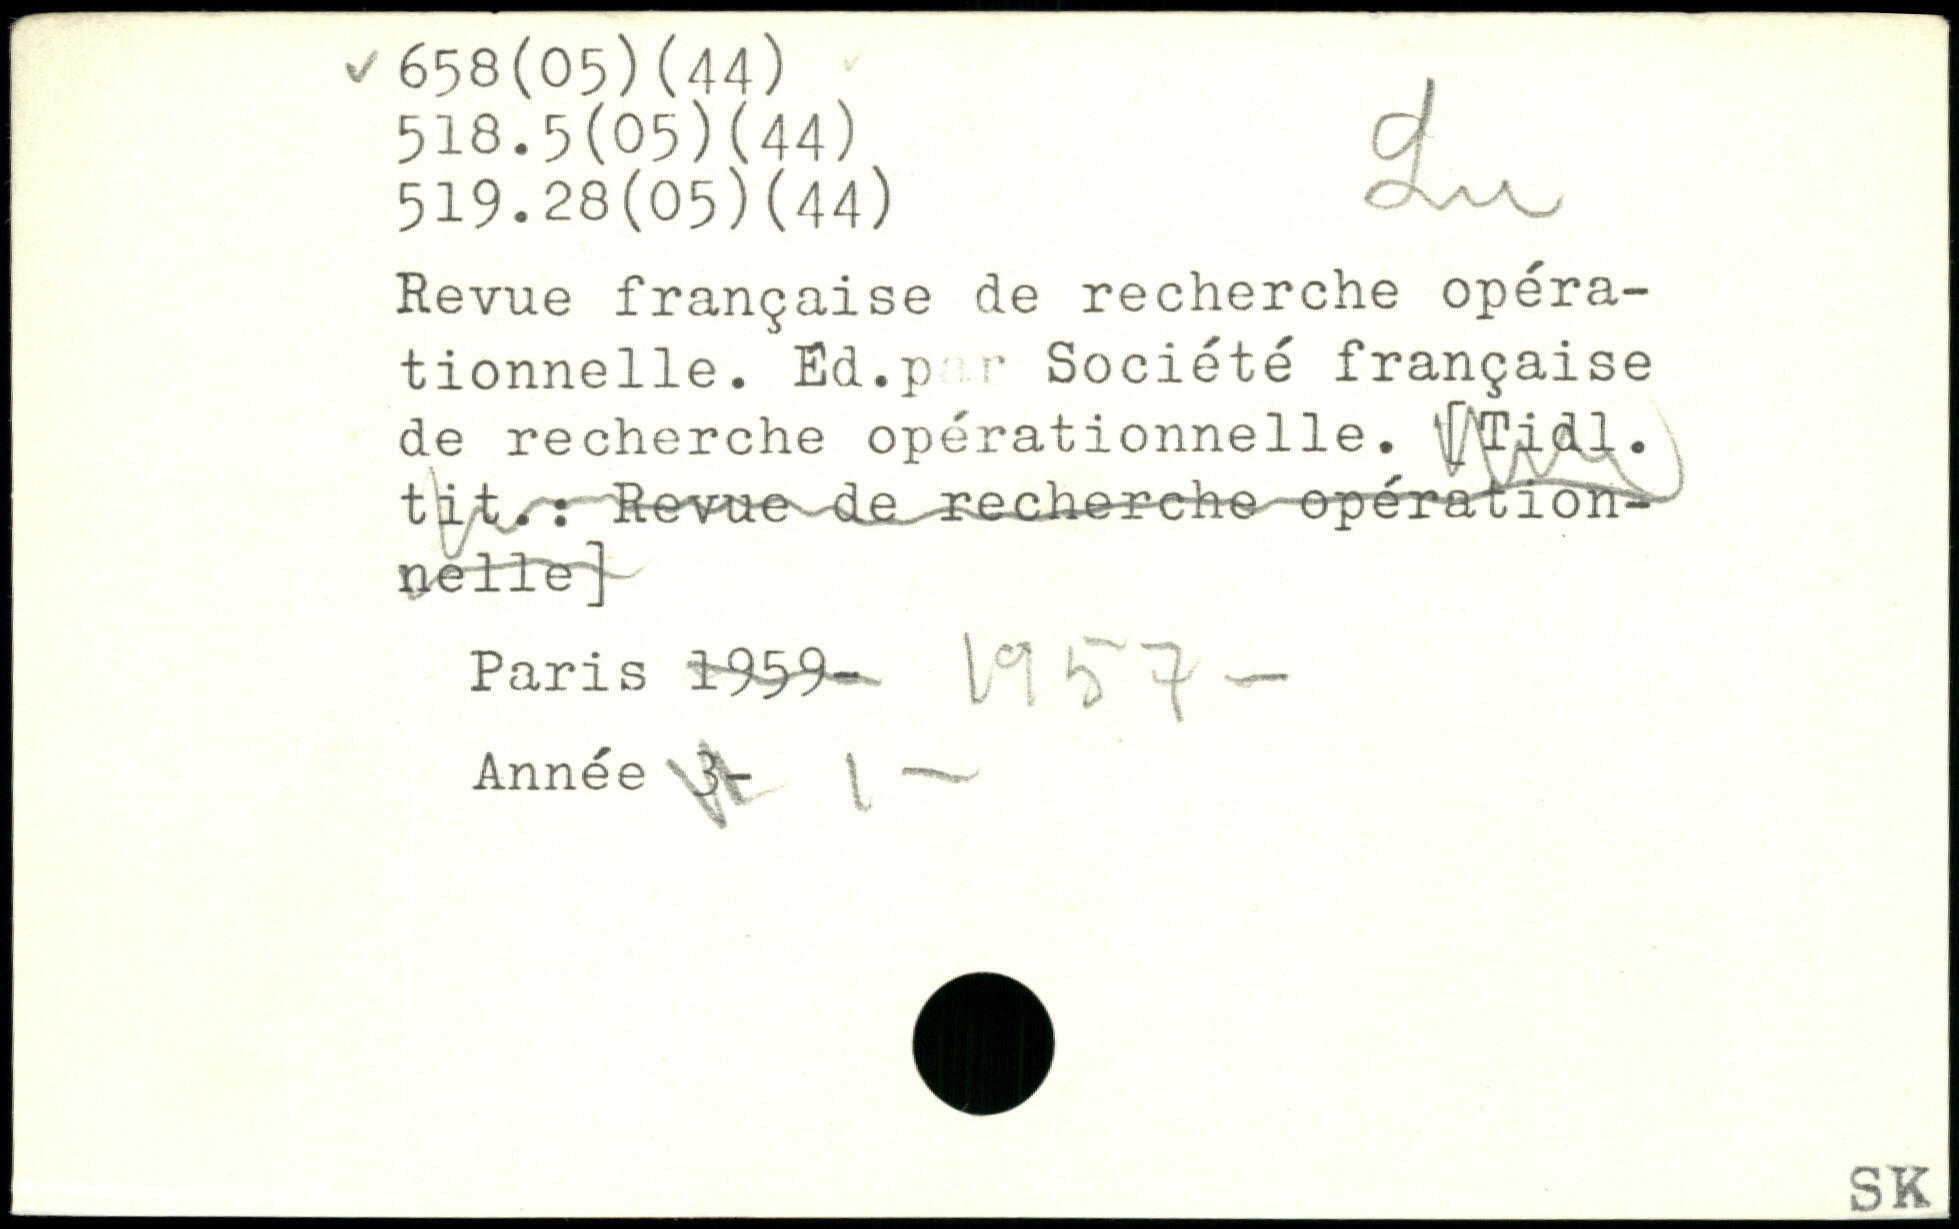 ✓ 658(05)(44) ✓
518.5(05)(44)
519.28(05)(44)
Revue française de recherche opéra-
tionnelle. Éd.par Société française
de recherche opérationnelle. [Tidl.
tit.: Revue de recherche opération-
nelle]
Paris 1959- 1957-
Année 3- 1-
SK